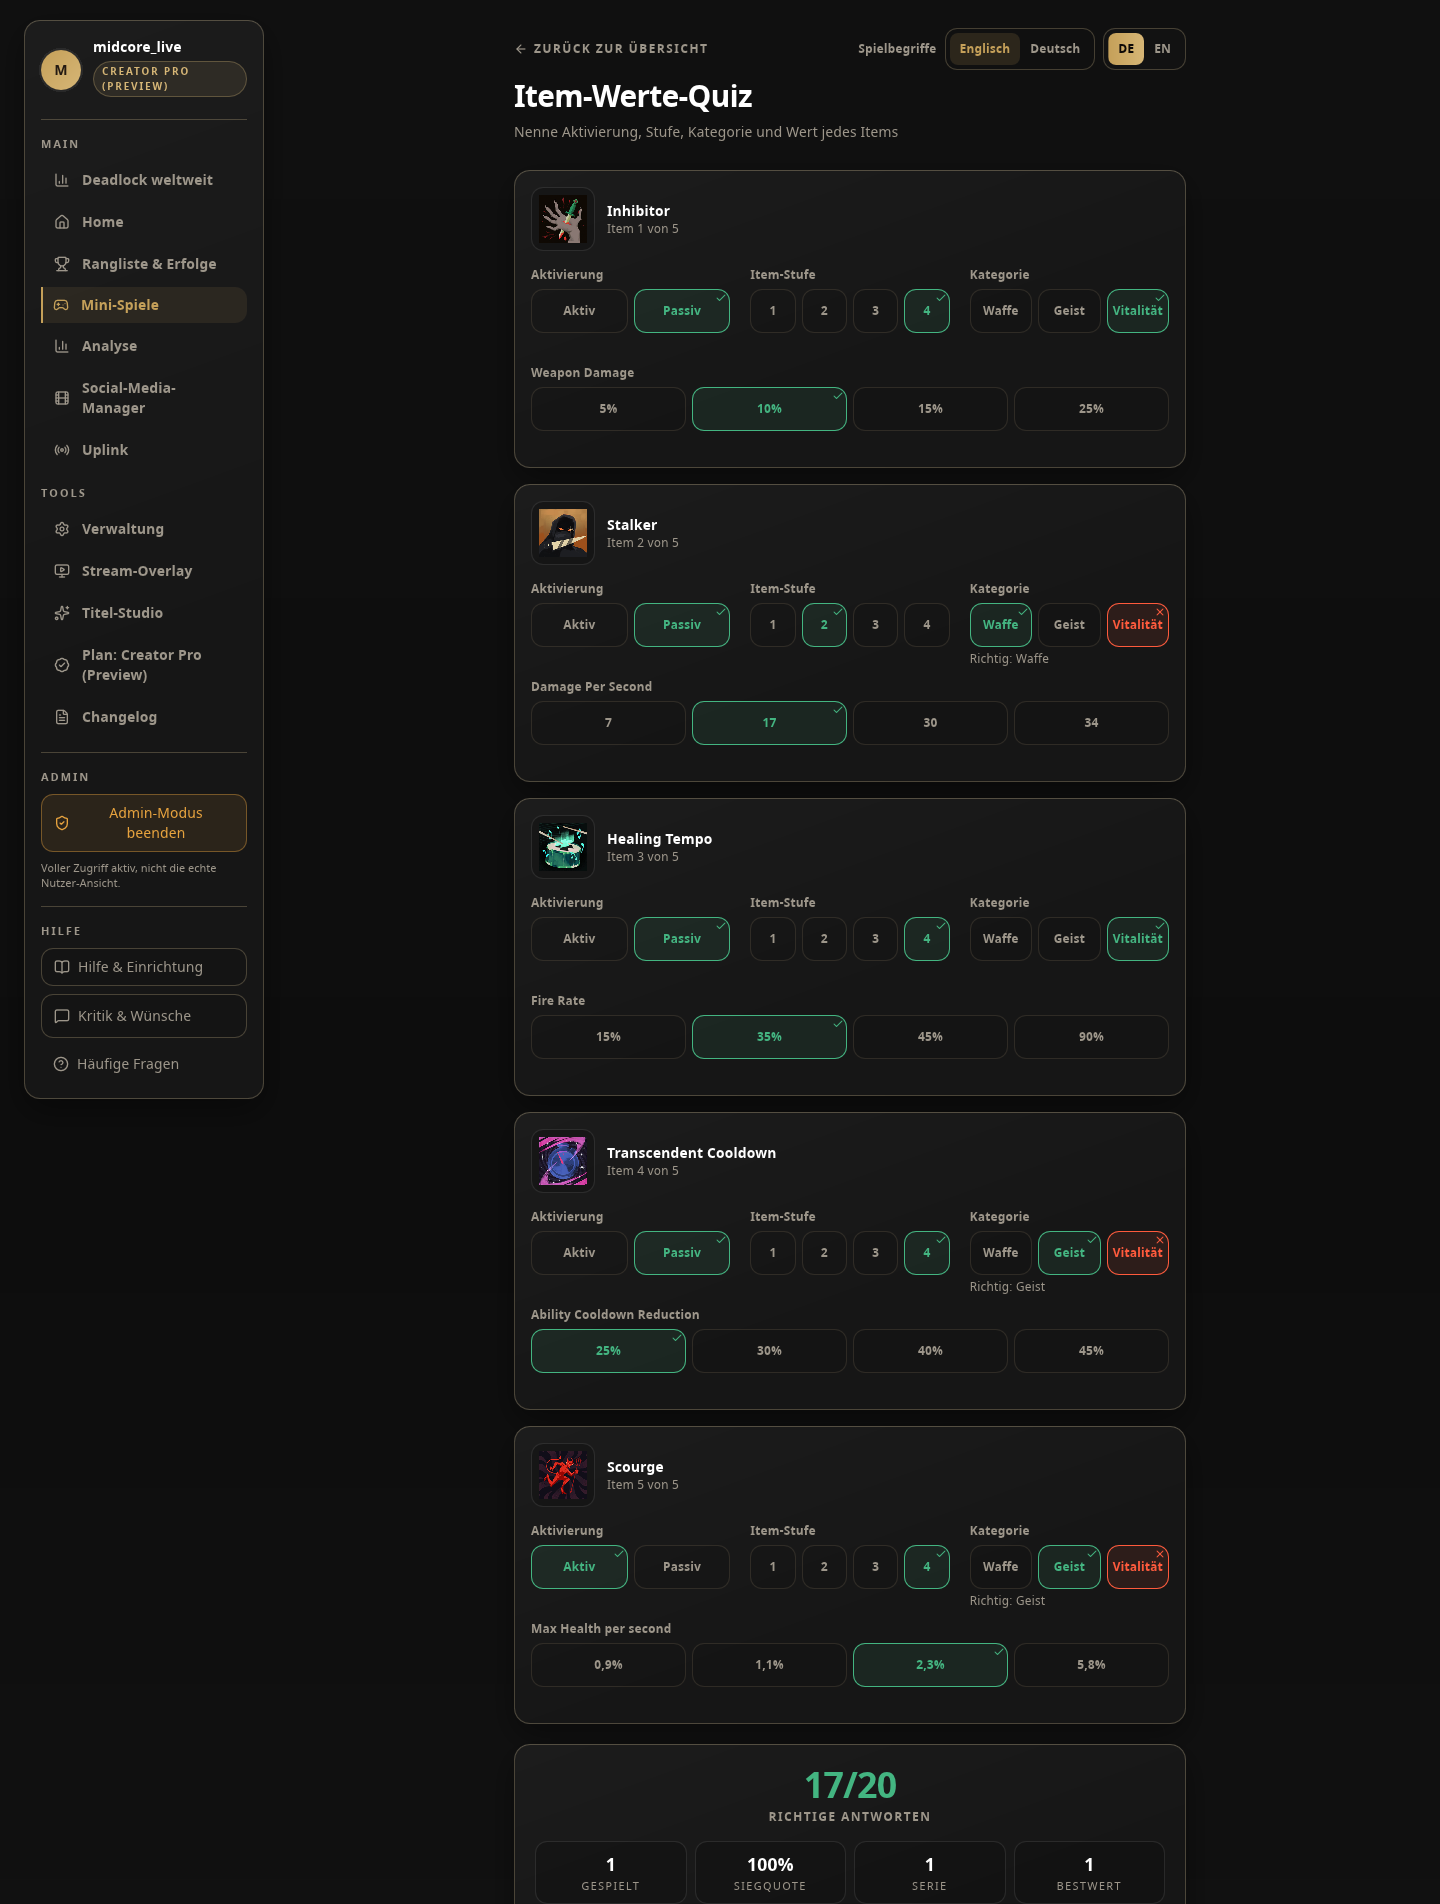 M
midcore_live
CREATOR PRO
(PREVIEW)
MAIN
Deadlock weltweit
Home
Rangliste & Erfolge
Mini-Spiele
Analyse
Social-Media-
Manager
Uplink
TOOLS
Verwaltung
Stream-Overlay
Titel-Studio
Plan: Creator Pro
(Preview)
Changelog
ADMIN
Admin-Modus
beenden
Voller Zugriff aktiv, nicht die echte
Nutzer-Ansicht.
HILFE
Hilfe & Einrichtung
Kritik & Wünsche
Häufige Fragen
ZURÜCK ZUR ÜBERSICHT
Spielbegriffe Englisch Deutsch DE EN
Item-Werte-Quiz
Nenne Aktivierung, Stufe, Kategorie und Wert jedes Items
Inhibitor
Item 1 von 5
Aktivierung Item-Stufe Kategorie
Aktiv Passiv 1 2 3 4 Waffe Geist Vitalität
Weapon Damage
5% 10% 15% 25%
Stalker
Item 2 von 5
Aktivierung Item-Stufe Kategorie
Aktiv Passiv 1 2 3 4 Waffe Geist Vitalität
Richtig: Waffe
Damage Per Second
7 17 30 34
Healing Tempo
Item 3 von 5
Aktivierung Item-Stufe Kategorie
Aktiv Passiv 1 2 3 4 Waffe Geist Vitalität
Fire Rate
15% 35% 45% 90%
Transcendent Cooldown
Item 4 von 5
Aktivierung Item-Stufe Kategorie
Aktiv Passiv 1 2 3 4 Waffe Geist Vitalität
Richtig: Geist
Ability Cooldown Reduction
25% 30% 40% 45%
Scourge
Item 5 von 5
Aktivierung Item-Stufe Kategorie
Aktiv Passiv 1 2 3 4 Waffe Geist Vitalität
Richtig: Geist
Max Health per second
0,9% 1,1% 2,3% 5,8%
17/20
RICHTIGE ANTWORTEN
1 100% 1 1
GESPIELT SIEGQUOTE SERIE BESTWERT